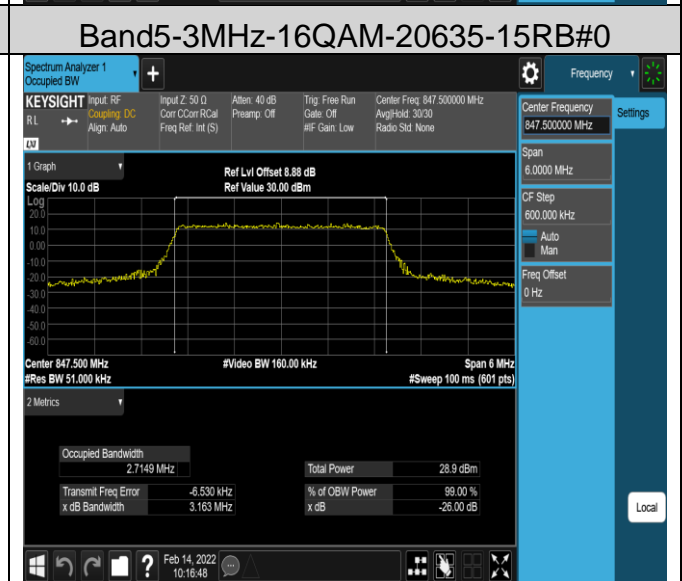 Band5-3MHz-16QAM-20635-15RB#0
Spectrum Analyzer 1
Occupied BW
+
Frequency
KEYSIGHT
RL
Input: RF
Coupling: DC
Align: Auto
Input Z: 50 Ω
Corr CCorr RCal
Freq Ref: Int (S)
Atten: 40 dB
Preamp: Off
Trig: Free Run
Gate: Off
#IF Gain: Low
Center Freq: 847.500000 MHz
Avg|Hold: 30/30
Radio Std: None
Center Frequency
847.500000 MHz
Settings
Span
6.0000 MHz
CF Step
600.000 kHz
Auto
Man
Freq Offset
0 Hz
1 Graph
Scale/Div 10.0 dB
Ref Lvl Offset 8.88 dB
Ref Value 30.00 dBm
Log
20.0
10.0
0.00
-10.0
-20.0
-30.0
-40.0
-50.0
-60.0
Center 847.500 MHz
#Video BW 160.00 kHz
Span 6 MHz
#Res BW 51.000 kHz
#Sweep 100 ms (601 pts)
2 Metrics
Occupied Bandwidth
2.7149 MHz
Total Power 28.9 dBm
Transmit Freq Error -6.530 kHz
% of OBW Power 99.00 %
x dB Bandwidth 3.163 MHz
x dB -26.00 dB
Local
?
Feb 14, 2022
10:16:48